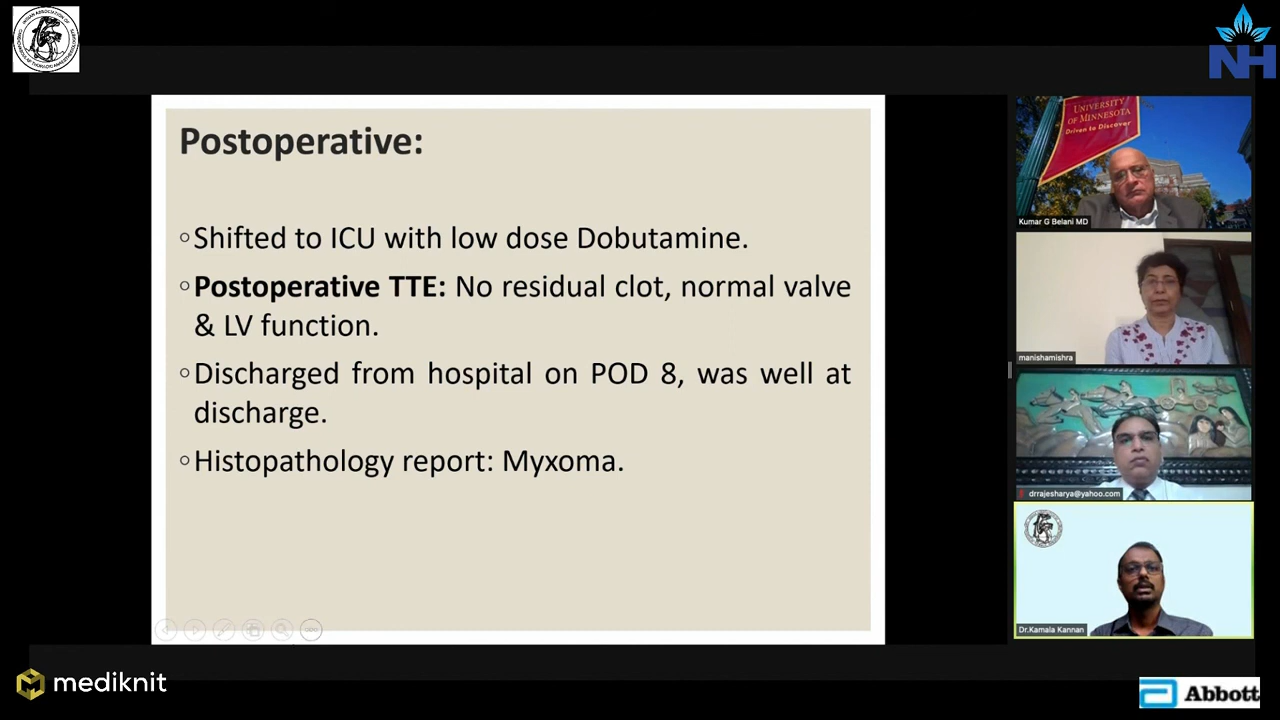 NH
UNIVERSITY
OF MINNESOTA
Driven to Discover
Postoperative:
Kumar G Belani MD
◦Shifted to ICU with low dose Dobutamine.
◦Postoperative TTE: No residual clot, normal valve
& LV function.
manishamishra
◦Discharged from hospital on POD 8, was well at
discharge.
◦Histopathology report: Myxoma.
drrajesharya@yahoo.com
Dr.Kamala Kannan
mediknit
Abbott